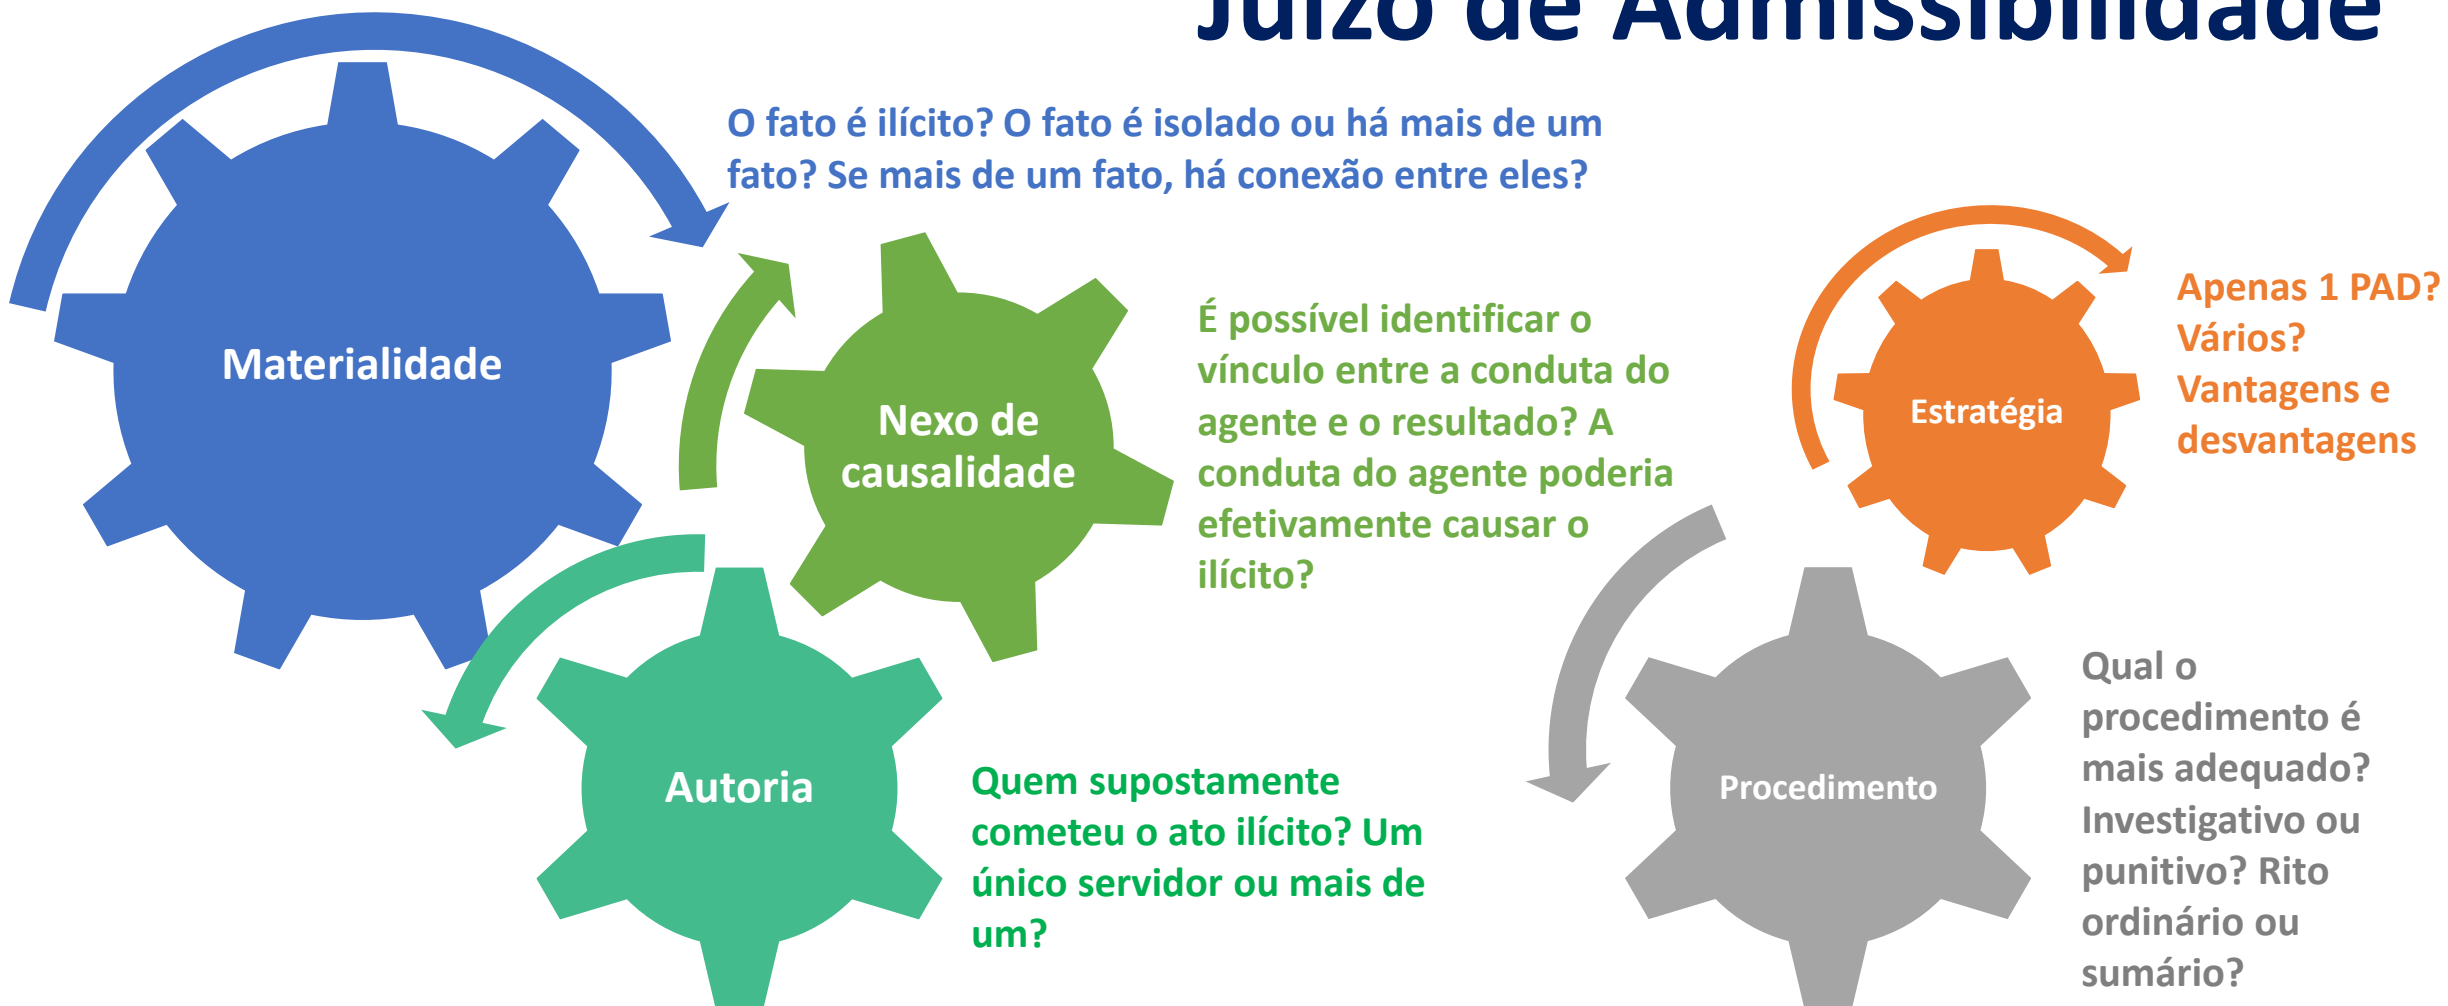 Juízo de Admissibilidade
O fato é ilícito? O fato é isolado ou há mais de um
fato? Se mais de um fato, há conexão entre eles?
Materialidade
Nexo de
causalidade
É possível identificar o
vínculo entre a conduta do
agente e o resultado? A
conduta do agente poderia
efetivamente causar o
ilícito?
Autoria
Quem supostamente
cometeu o ato ilícito? Um
único servidor ou mais de
um?
Estratégia
Apenas 1 PAD?
Vários?
Vantagens e
desvantagens
Procedimento
Qual o
procedimento é
mais adequado?
Investigativo ou
punitivo? Rito
ordinário ou
sumário?